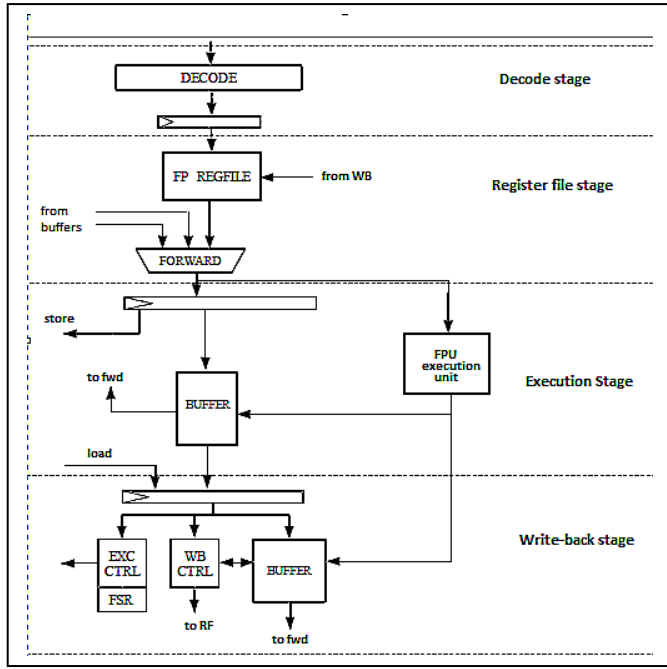 DECODE
Decode stage
FP REGFILE
from WB
Register file stage
from
buffers
FORWARD
store
FPU
execution
unit
to fwd
BUFFER
Execution Stage
load
Write-back stage
EXC
CTRL
FSR
WB
CTRL
BUFFER
to RF
to fwd